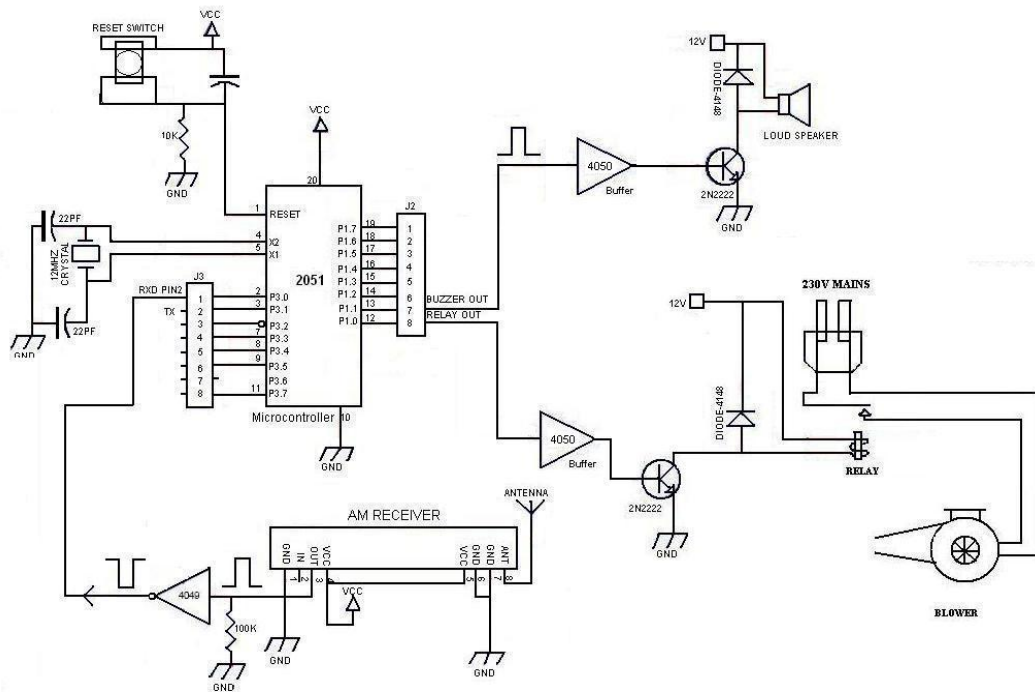 RESET SWITCH
VCC
10K
GND
VCC
20
1
RESET
22PF
4
X2
5
X1
12MHZ
CRYSTAL
22PF
GND
2051
J2
P1.7
19
1
P1.6
18
2
P1.5
17
3
P1.4
16
4
P1.3
15
5
P1.2
14
6
P1.1
13
7
P1.0
12
8
BUZZER OUT
RELAY OUT
J3
RXD PIN2
1
2
P3.0
TX
2
3
P3.1
3
P3.2
4
7
P3.3
5
8
P3.4
6
9
P3.5
7
P3.6
8
11
P3.7
Microcontroller
10
GND
12V
DIODE-4148
LOUD SPEAKER
4050
Buffer
2N2222
GND
12V
230V MAINS
DIODE-4148
RELAY
4050
Buffer
2N2222
GND
BLOWER
ANTENNA
AM RECEIVER
GND
IN
OUT
VCC
VCC
GND
GND
ANT
1
2
3
4
5
6
7
8
VCC
4049
100K
GND
GND
GND